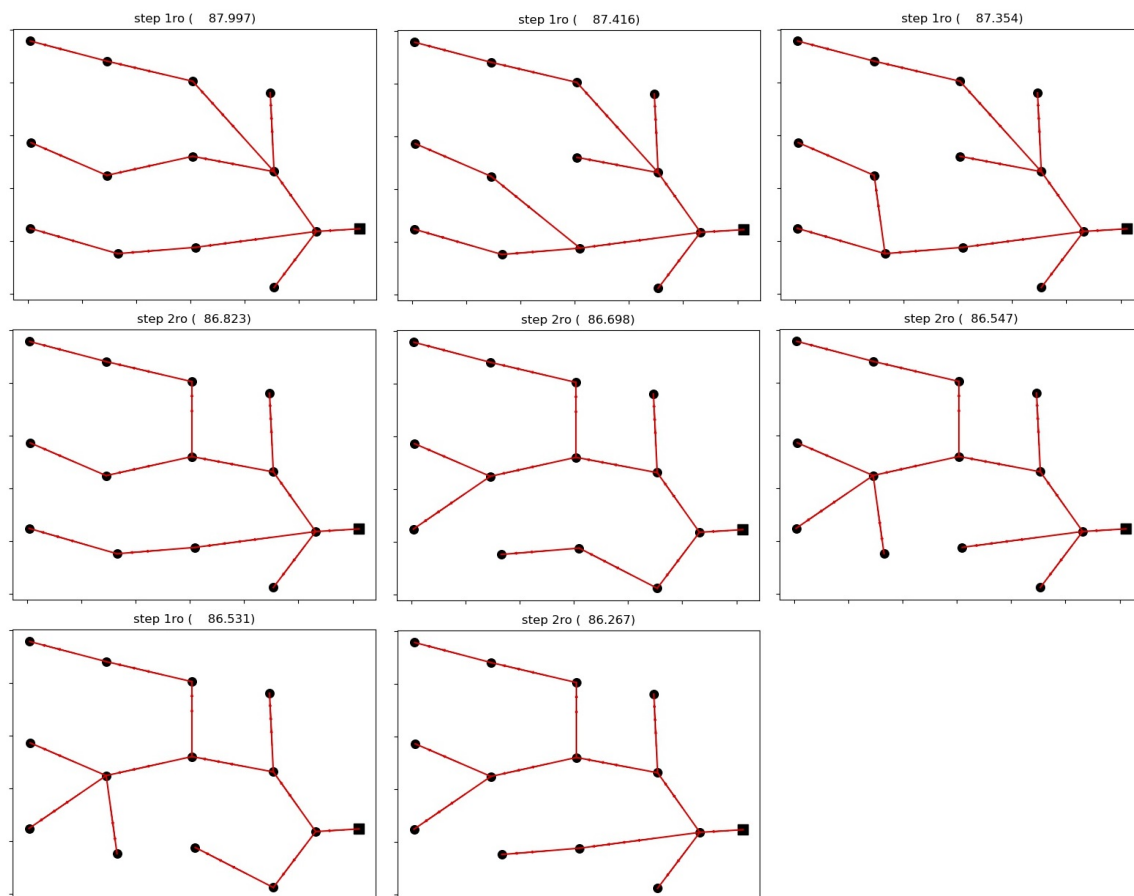 step 1ro (    87.997)
step 1ro (    87.416)
step 1ro (    87.354)
step 2ro (  86.823)
step 2ro (  86.698)
step 2ro (  86.547)
step 1ro (    86.531)
step 2ro (  86.267)